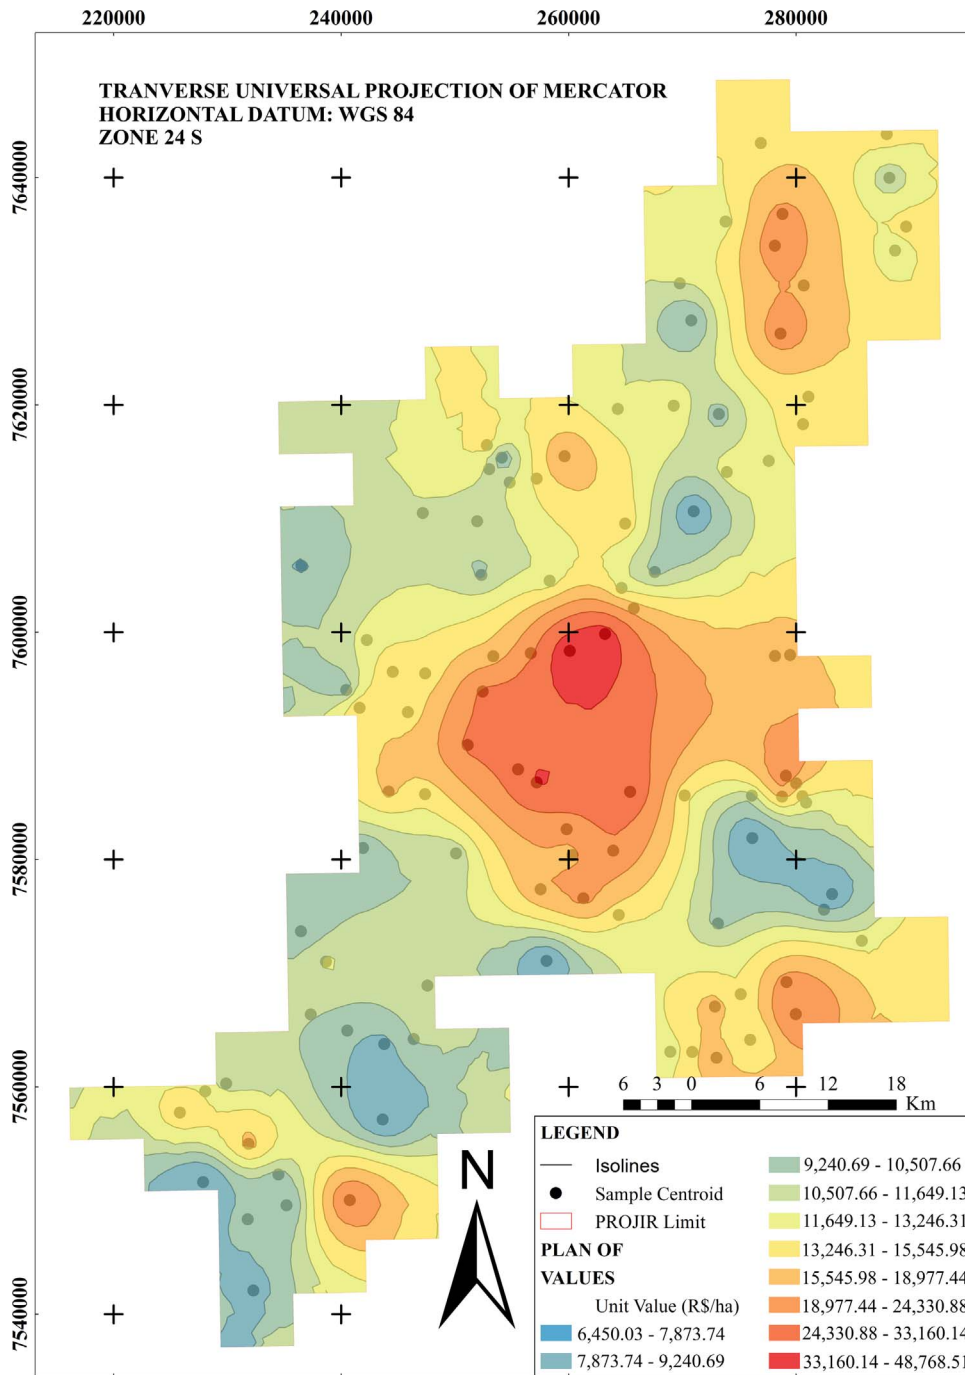 220000 240000 260000 280000
TRANVERSE UNIVERSAL PROJECTION OF MERCATOR
HORIZONTAL DATUM: WGS 84
ZONE 24 S
7640000
7620000
7600000
7580000
7560000
7540000
6 3 0 6 12 18 Km
N
LEGEND
Isolines
Sample Centroid
PROJIR Limit
PLAN OF
VALUES
Unit Value (R$/ha)
6,450.03 - 7,873.74
7,873.74 - 9,240.69
9,240.69 - 10,507.66
10,507.66 - 11,649.13
11,649.13 - 13,246.31
13,246.31 - 15,545.98
15,545.98 - 18,977.44
18,977.44 - 24,330.88
24,330.88 - 33,160.14
33,160.14 - 48,768.51